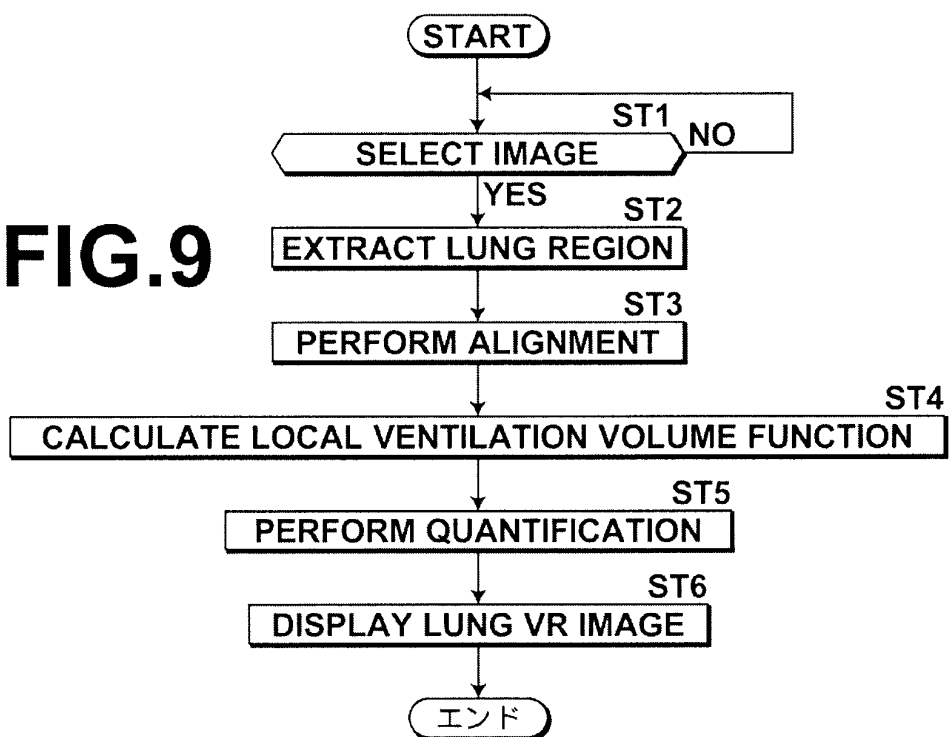 START
ST1
SELECT IMAGE
NO
YES
FIG.9
ST2
EXTRACT LUNG REGION
ST3
PERFORM ALIGNMENT
ST4
CALCULATE LOCAL VENTILATION VOLUME FUNCTION
ST5
PERFORM QUANTIFICATION
ST6
DISPLAY LUNG VR IMAGE
エンド